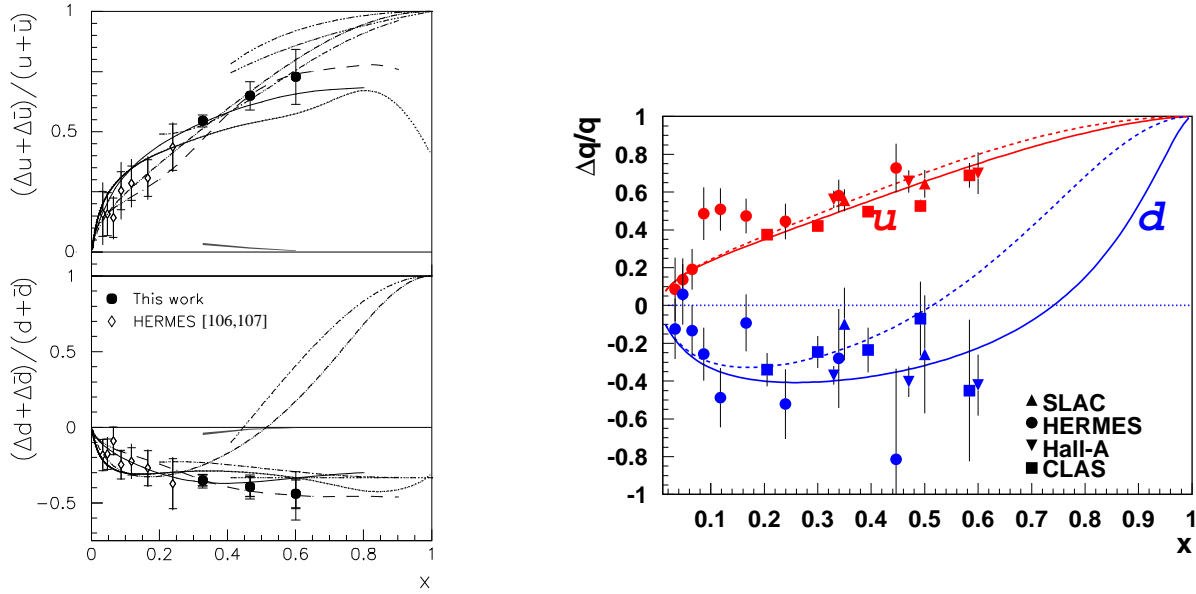 (Δu + Δū) / (u + ū)
1
0.5
0
(Δd + Δd̄) / (d + d̄)
1
0.5
0
−0.5
● This work
◇ HERMES [106,107]
0 0.2 0.4 0.6 0.8 1
x
Δq/q
1
0.8
0.6
0.4
0.2
0
-0.2
-0.4
-0.6
-0.8
-1
u
d
▲ SLAC
● HERMES
▼ Hall-A
■ CLAS
0.1 0.2 0.3 0.4 0.5 0.6 0.7 0.8 0.9 1
x